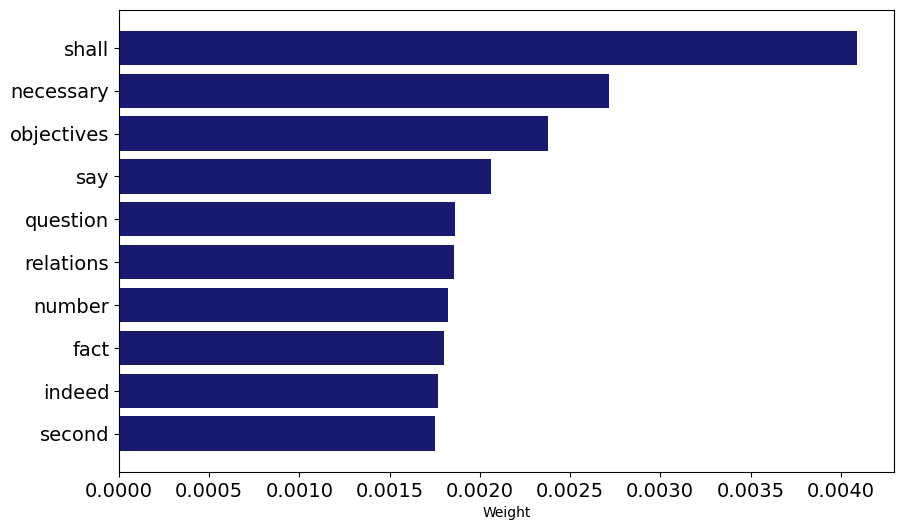 shall
necessary
objectives
say
question
relations
number
fact
indeed
second
0.0000 0.0005 0.0010 0.0015 0.0020 0.0025 0.0030 0.0035 0.0040
Weight